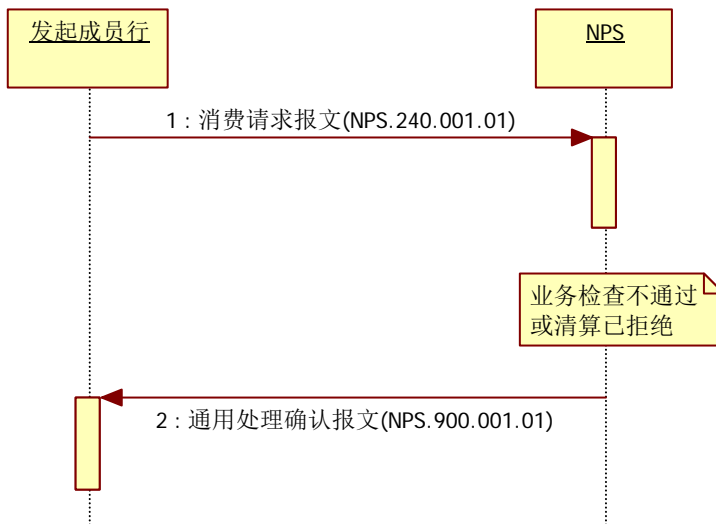 发起成员行
NPS
1 : 消费请求报文(NPS.240.001.01)
业务检查不通过
或清算已拒绝
2 : 通用处理确认报文(NPS.900.001.01)